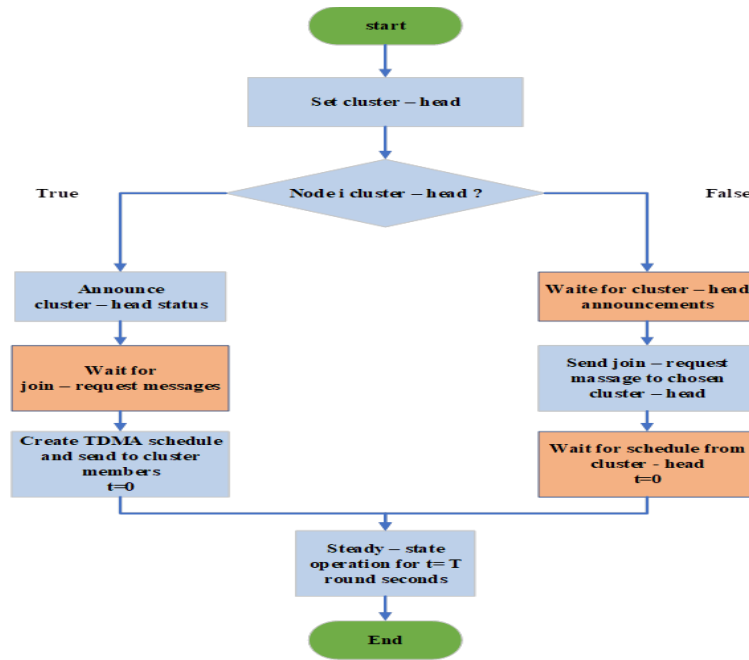 start
Set cluster – head
Node i cluster – head ?
True
False
Announce
cluster – head status
Wait for
join – request messages
Create TDMA schedule
and send to cluster
members
t=0
Waite for cluster – head
announcements
Send join – request
massage to chosen
cluster – head
Wait for schedule from
cluster - head
t=0
Steady – state
operation for t= T
round seconds
End